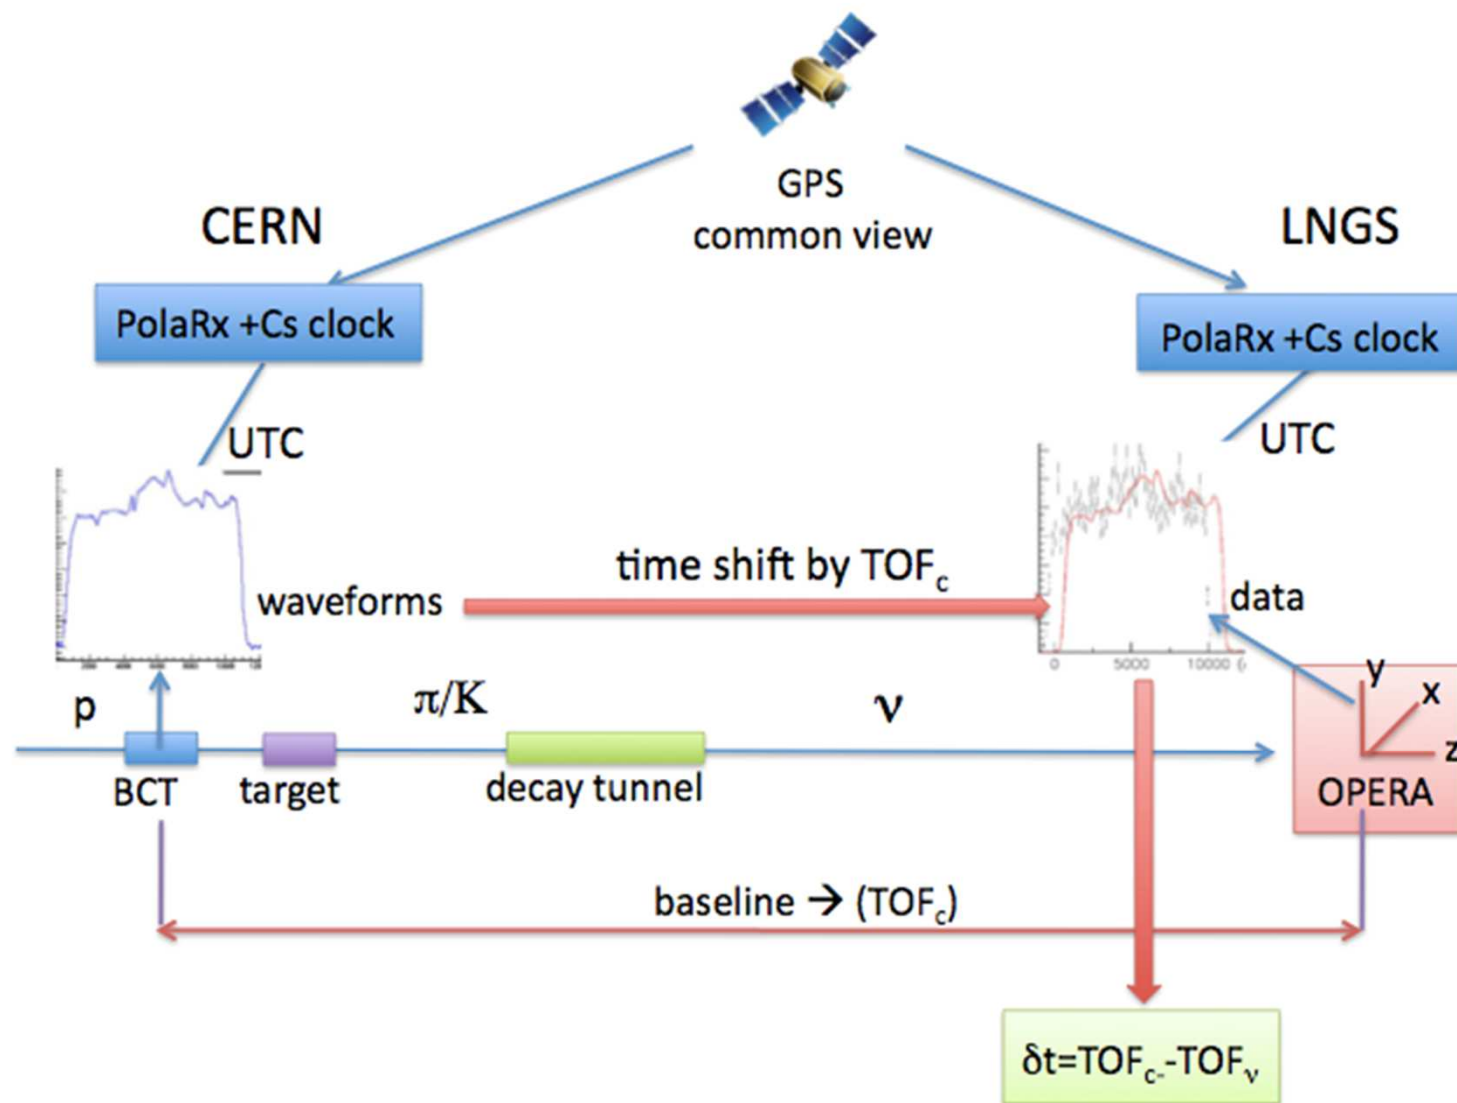 GPS
common view
CERN
LNGS
PolaRx +Cs clock
PolaRx +Cs clock
UTC
UTC
time shift by TOFc
waveforms
data
0 5000 10000
p
π/K
ν
y
x
z
BCT
target
decay tunnel
OPERA
baseline → (TOFc)
δt=TOFc--TOFν